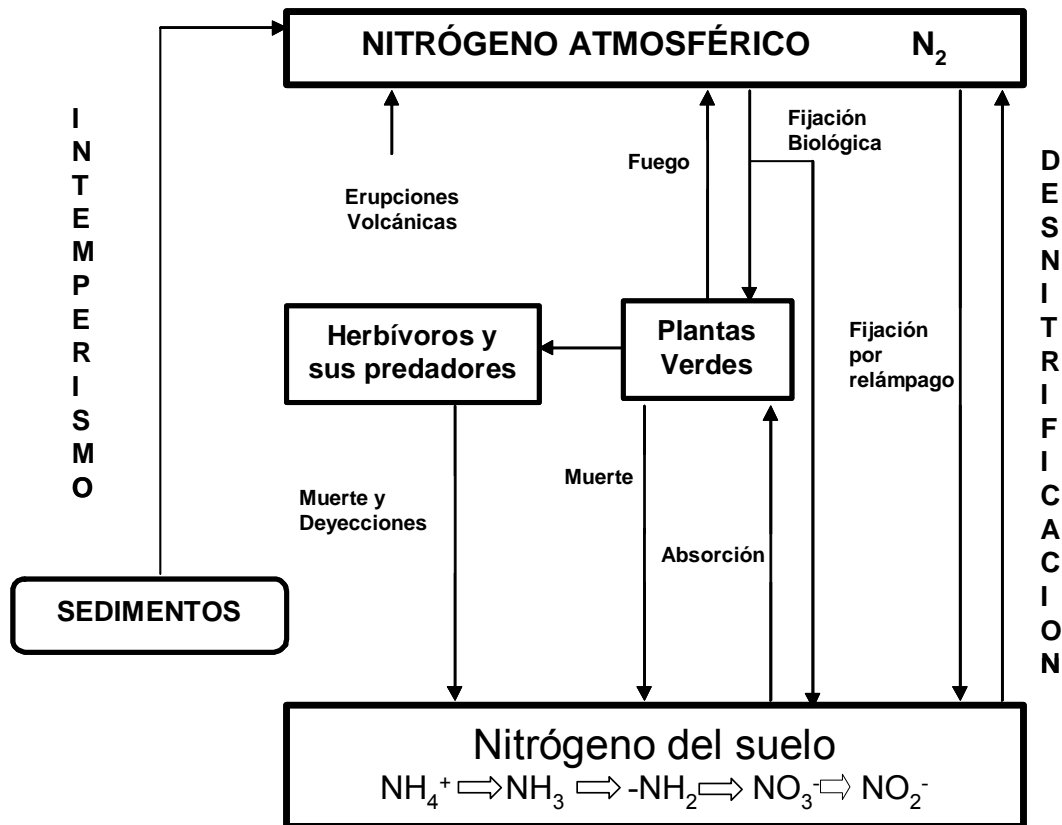 NITRÓGENO ATMOSFÉRICO N₂
INTEMPERISMO
Erupciones
Volcánicas
Fuego
Fijación
Biológica
DESNITRIFICACION
Herbívoros y
sus predadores
Plantas
Verdes
Fijación
por
relámpago
Muerte y
Deyecciones
Muerte
Absorción
SEDIMENTOS
Nitrógeno del suelo
NH₄⁺ ⇨ NH₃ ⇨ -NH₂ ⇨ NO₃⁻ ⇨ NO₂⁻